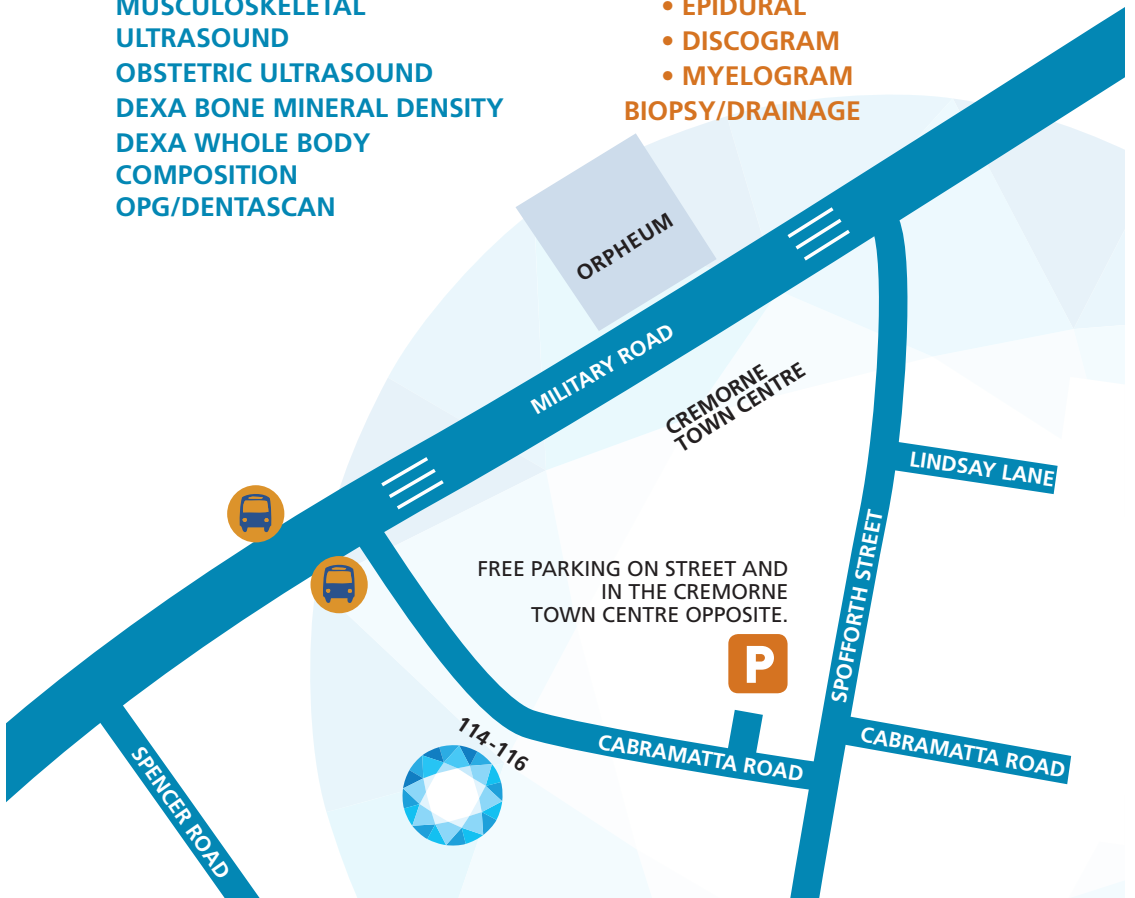 MUSCULOSKELETAL
ULTRASOUND
OBSTETRIC ULTRASOUND
DEXA BONE MINERAL DENSITY
DEXA WHOLE BODY
COMPOSITION
OPG/DENTASCAN
• EPIDURAL
• DISCOGRAM
• MYELOGRAM
BIOPSY/DRAINAGE
ORPHEUM
MILITARY ROAD
CREMORNE
TOWN CENTRE
LINDSAY LANE
FREE PARKING ON STREET AND
IN THE CREMORNE
TOWN CENTRE OPPOSITE.
P
SPOFFORTH STREET
114-116
CABRAMATTA ROAD
CABRAMATTA ROAD
SPENCER ROAD